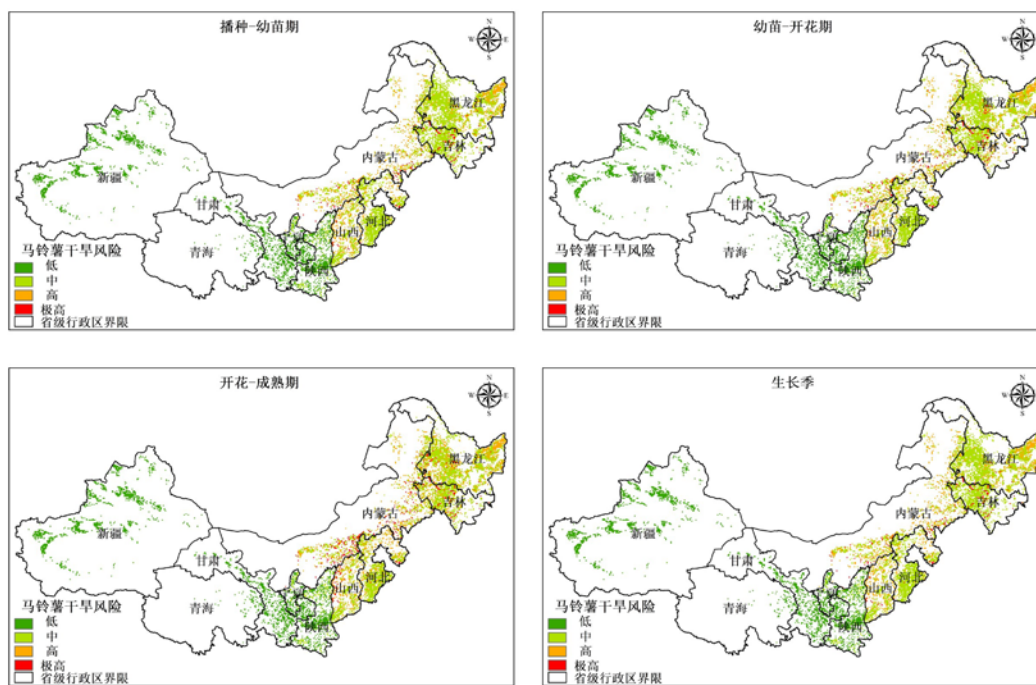 播种-幼苗期
N
W
E
S
黑龙江
吉林
内蒙古
新疆
甘肃
青海
河北
山西
陕西
马铃薯干旱风险
低
中
高
极高
省级行政区界限
幼苗-开花期
N
W
E
S
黑龙江
吉林
内蒙古
新疆
甘肃
青海
河北
山西
陕西
马铃薯干旱风险
低
中
高
极高
省级行政区界限
开花-成熟期
N
W
E
S
黑龙江
吉林
内蒙古
新疆
甘肃
青海
河北
山西
陕西
马铃薯干旱风险
低
中
高
极高
省级行政区界限
生长季
N
W
E
S
黑龙江
吉林
内蒙古
新疆
甘肃
青海
河北
山西
陕西
马铃薯干旱风险
低
中
高
极高
省级行政区界限